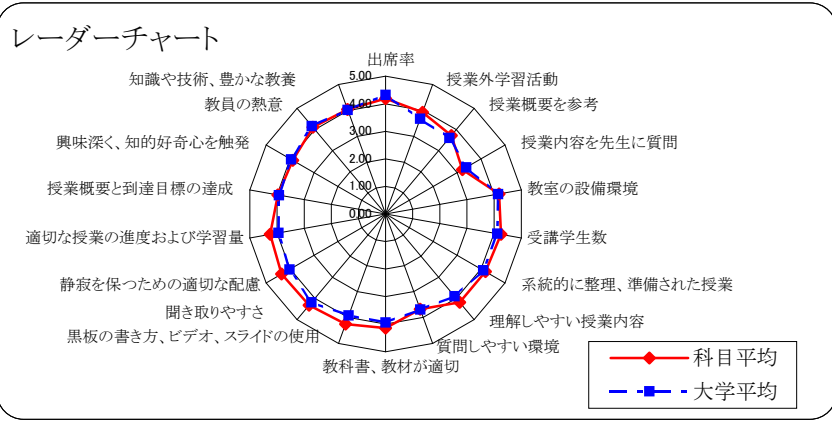 レーダーチャート
出席率
授業外学習活動
授業概要を参考
授業内容を先生に質問
教室の設備環境
受講学生数
系統的に整理、準備された授業
理解しやすい授業内容
質問しやすい環境
教科書、教材が適切
黒板の書き方、ビデオ、スライドの使用
聞き取りやすさ
静寂を保つための適切な配慮
適切な授業の進度および学習量
授業概要と到達目標の達成
興味深く、知的好奇心を触発
教員の熱意
知識や技術、豊かな教養
5.00
4.00
3.00
2.00
1.00
0.00
科目平均
大学平均